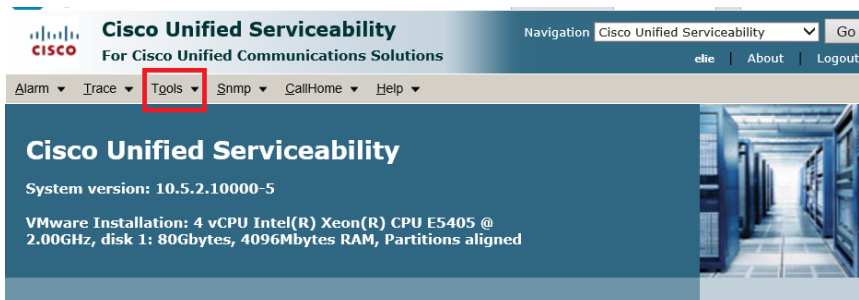 Cisco Unified Serviceability
Navigation Cisco Unified Serviceability Go
CISCO
For Cisco Unified Communications Solutions
elie | About | Logout
Alarm Trace Tools Snmp CallHome Help
Cisco Unified Serviceability
System version: 10.5.2.10000-5
VMware Installation: 4 vCPU Intel(R) Xeon(R) CPU E5405 @
2.00GHz, disk 1: 80Gbytes, 4096Mbytes RAM, Partitions aligned